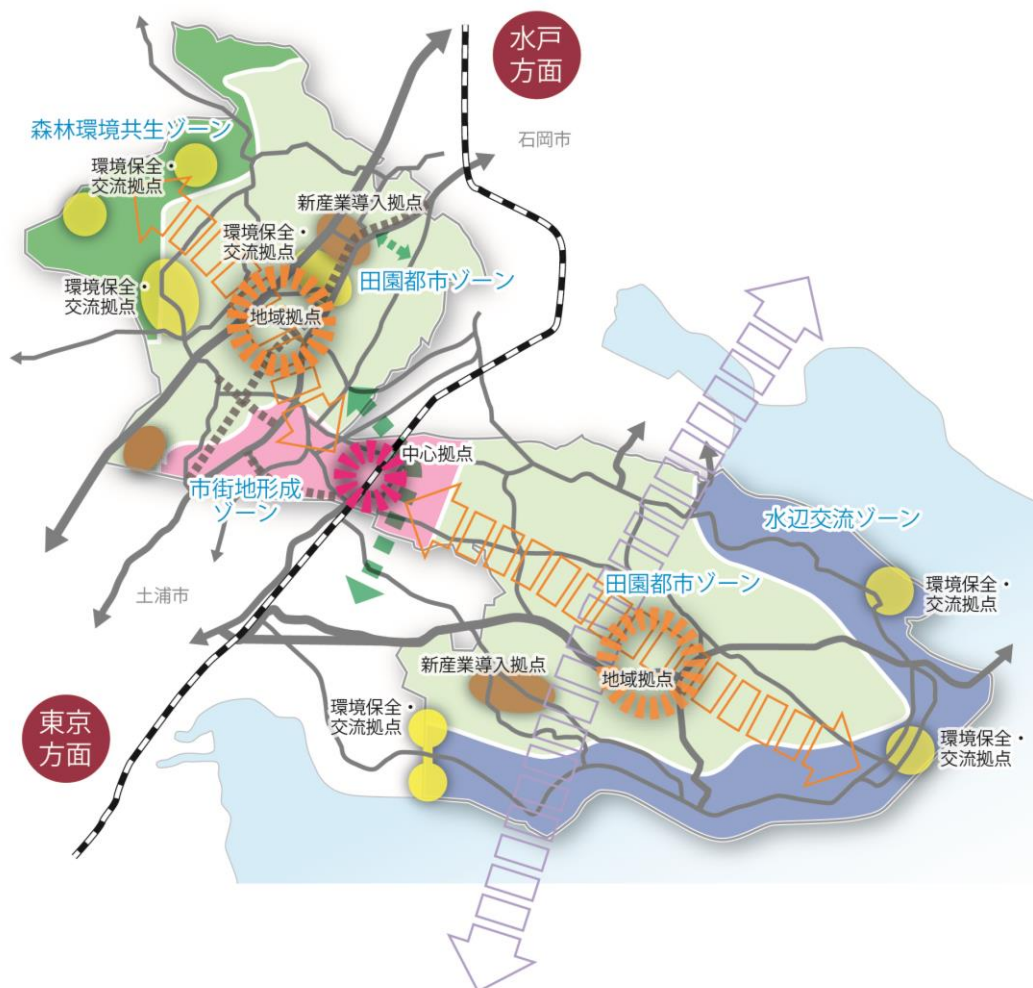 水戸
方面
石岡市
森林環境共生ゾーン
環境保全・
交流拠点
新産業導入拠点
環境保全・
交流拠点
田園都市ゾーン
環境保全・
交流拠点
地域拠点
中心拠点
市街地形成
ゾーン
水辺交流ゾーン
土浦市
田園都市ゾーン
環境保全・
交流拠点
新産業導入拠点
地域拠点
環境保全・
交流拠点
東京
方面
環境保全・
交流拠点